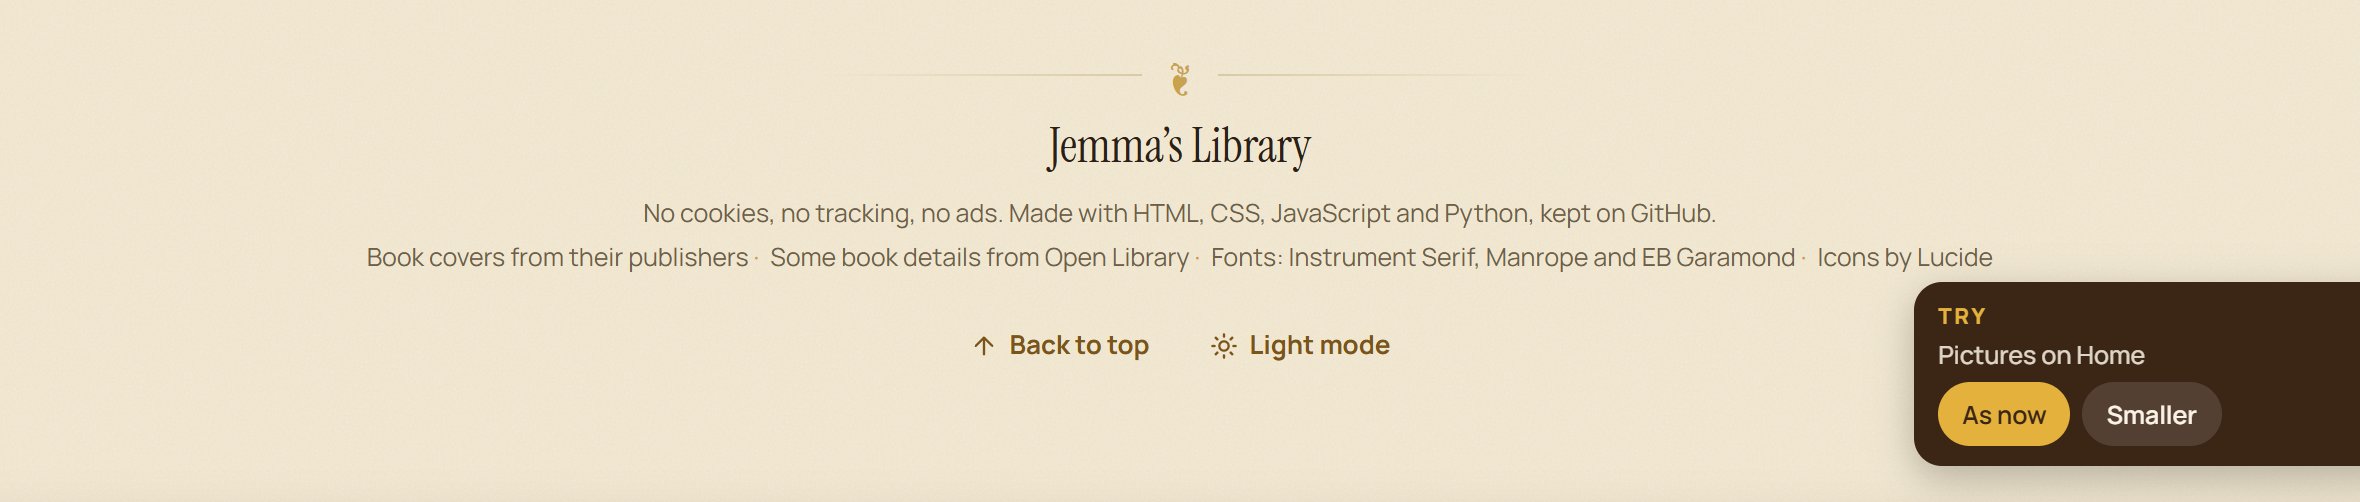 Jemma’s Library
No cookies, no tracking, no ads. Made with HTML, CSS, JavaScript and Python, kept on GitHub.
Book covers from their publishers · Some book details from Open Library · Fonts: Instrument Serif, Manrope and EB Garamond · Icons by Lucide
Back to top
Light mode
TRY
Pictures on Home
As now
Smaller